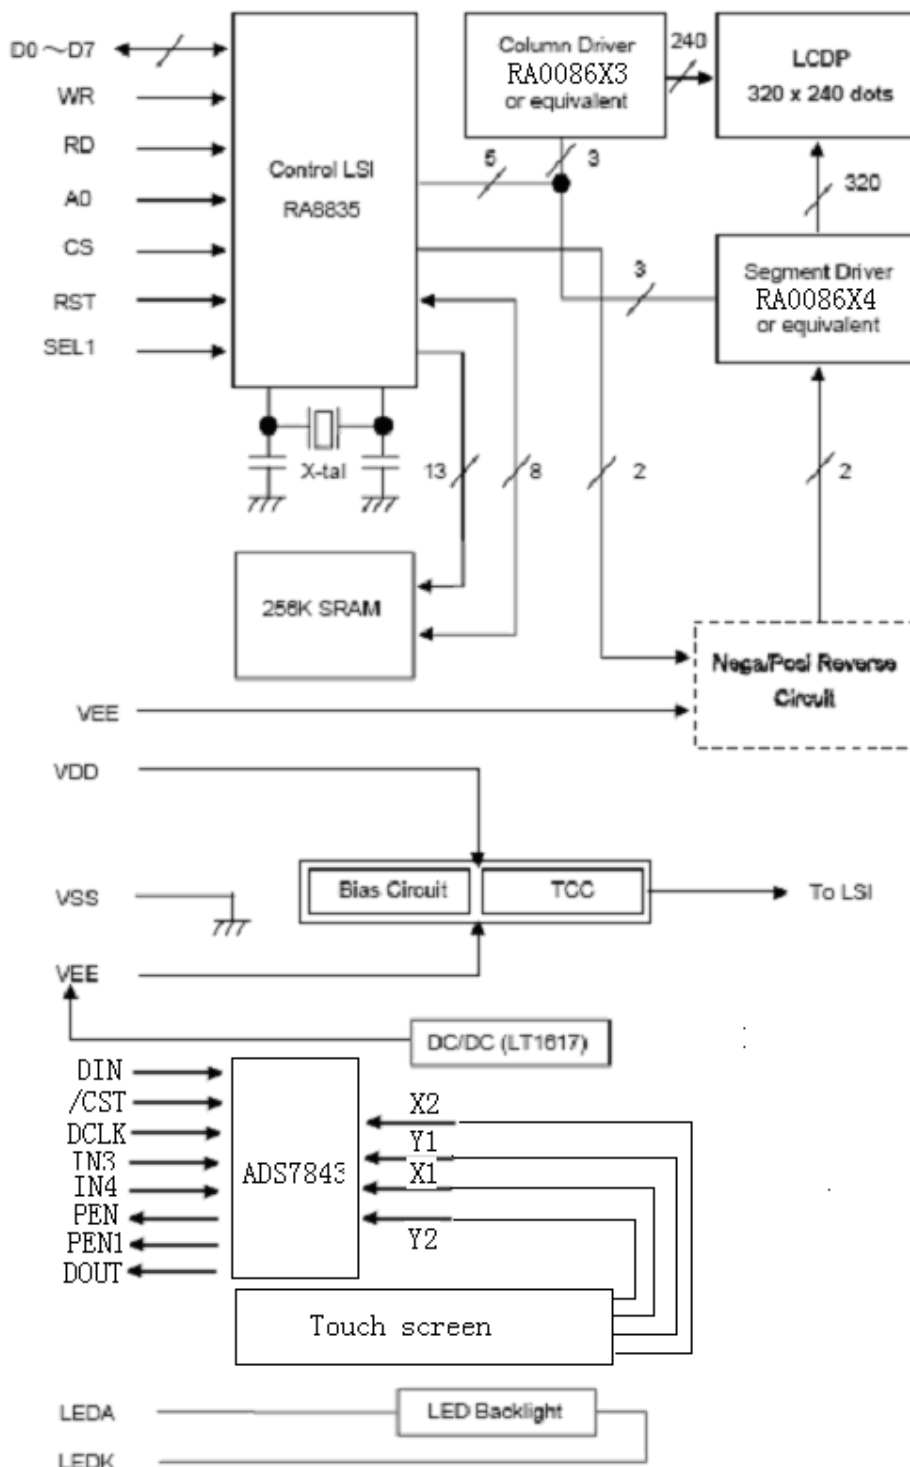 D0 ~D7
WR
RD
A0
CS
RST
SEL1
Control LSI
RA8835
X-tal
Column Driver
RA0086X3
or equivalent
240
LCDP
320 x 240 dots
5
3
320
3
Segment Driver
RA0086X4
or equivalent
13
8
2
2
256K SRAM
Nega/Posi Reverse
Circuit
VEE
VDD
Bias Circuit
TCC
To LSI
VSS
VEE
DC/DC (LT1617)
DIN
/CST
DCLK
IN3
IN4
PEN
PEN1
DOUT
ADS7843
X2
Y1
X1
Y2
Touch screen
LEDA
LED Backlight
LEDK